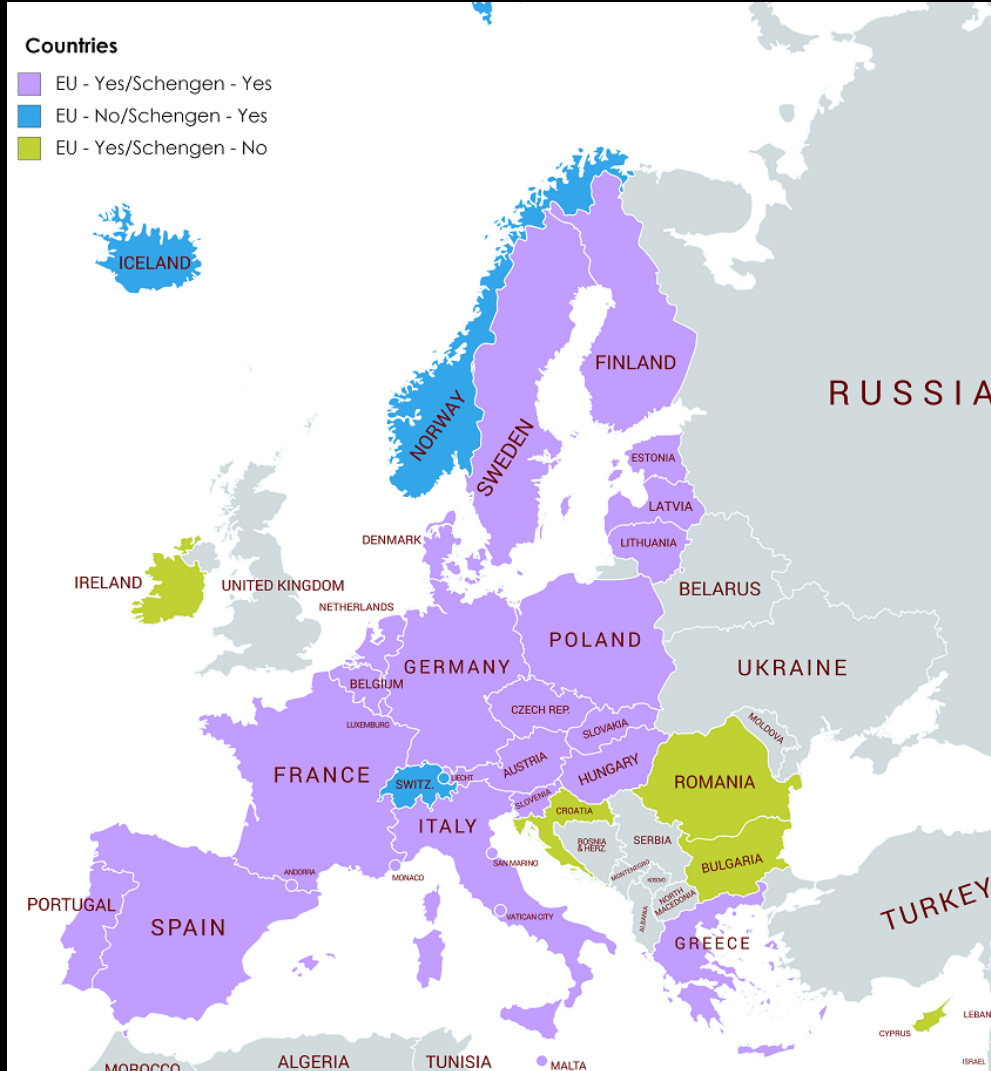 Countries
EU - Yes/Schengen - Yes
EU - No/Schengen - Yes
EU - Yes/Schengen - No
ICELAND
FINLAND
RUSSIA
NORWAY
SWEDEN
ESTONIA
LATVIA
DENMARK
LITHUANIA
IRELAND
UNITED KINGDOM
BELARUS
NETHERLANDS
POLAND
GERMANY
UKRAINE
BELGIUM
CZECH REP.
LUXEMBURG
SLOVAKIA
MOLDOVA
AUSTRIA
HUNGARY
FRANCE
SWITZ.
LIECHT.
ROMANIA
SLOVENIA
CROATIA
ITALY
SERBIA
BOSNIA
& HERZ.
SAN MARINO
BULGARIA
MONTENEGRO
KOSOVO
ANDORRA
MONACO
NORTH
MACEDONIA
TURKEY
PORTUGAL
VATICAN CITY
ALBANIA
SPAIN
GREECE
LEBAN
CYPRUS
MOROCCO
ALGERIA
TUNISIA
MALTA
ISRAEL